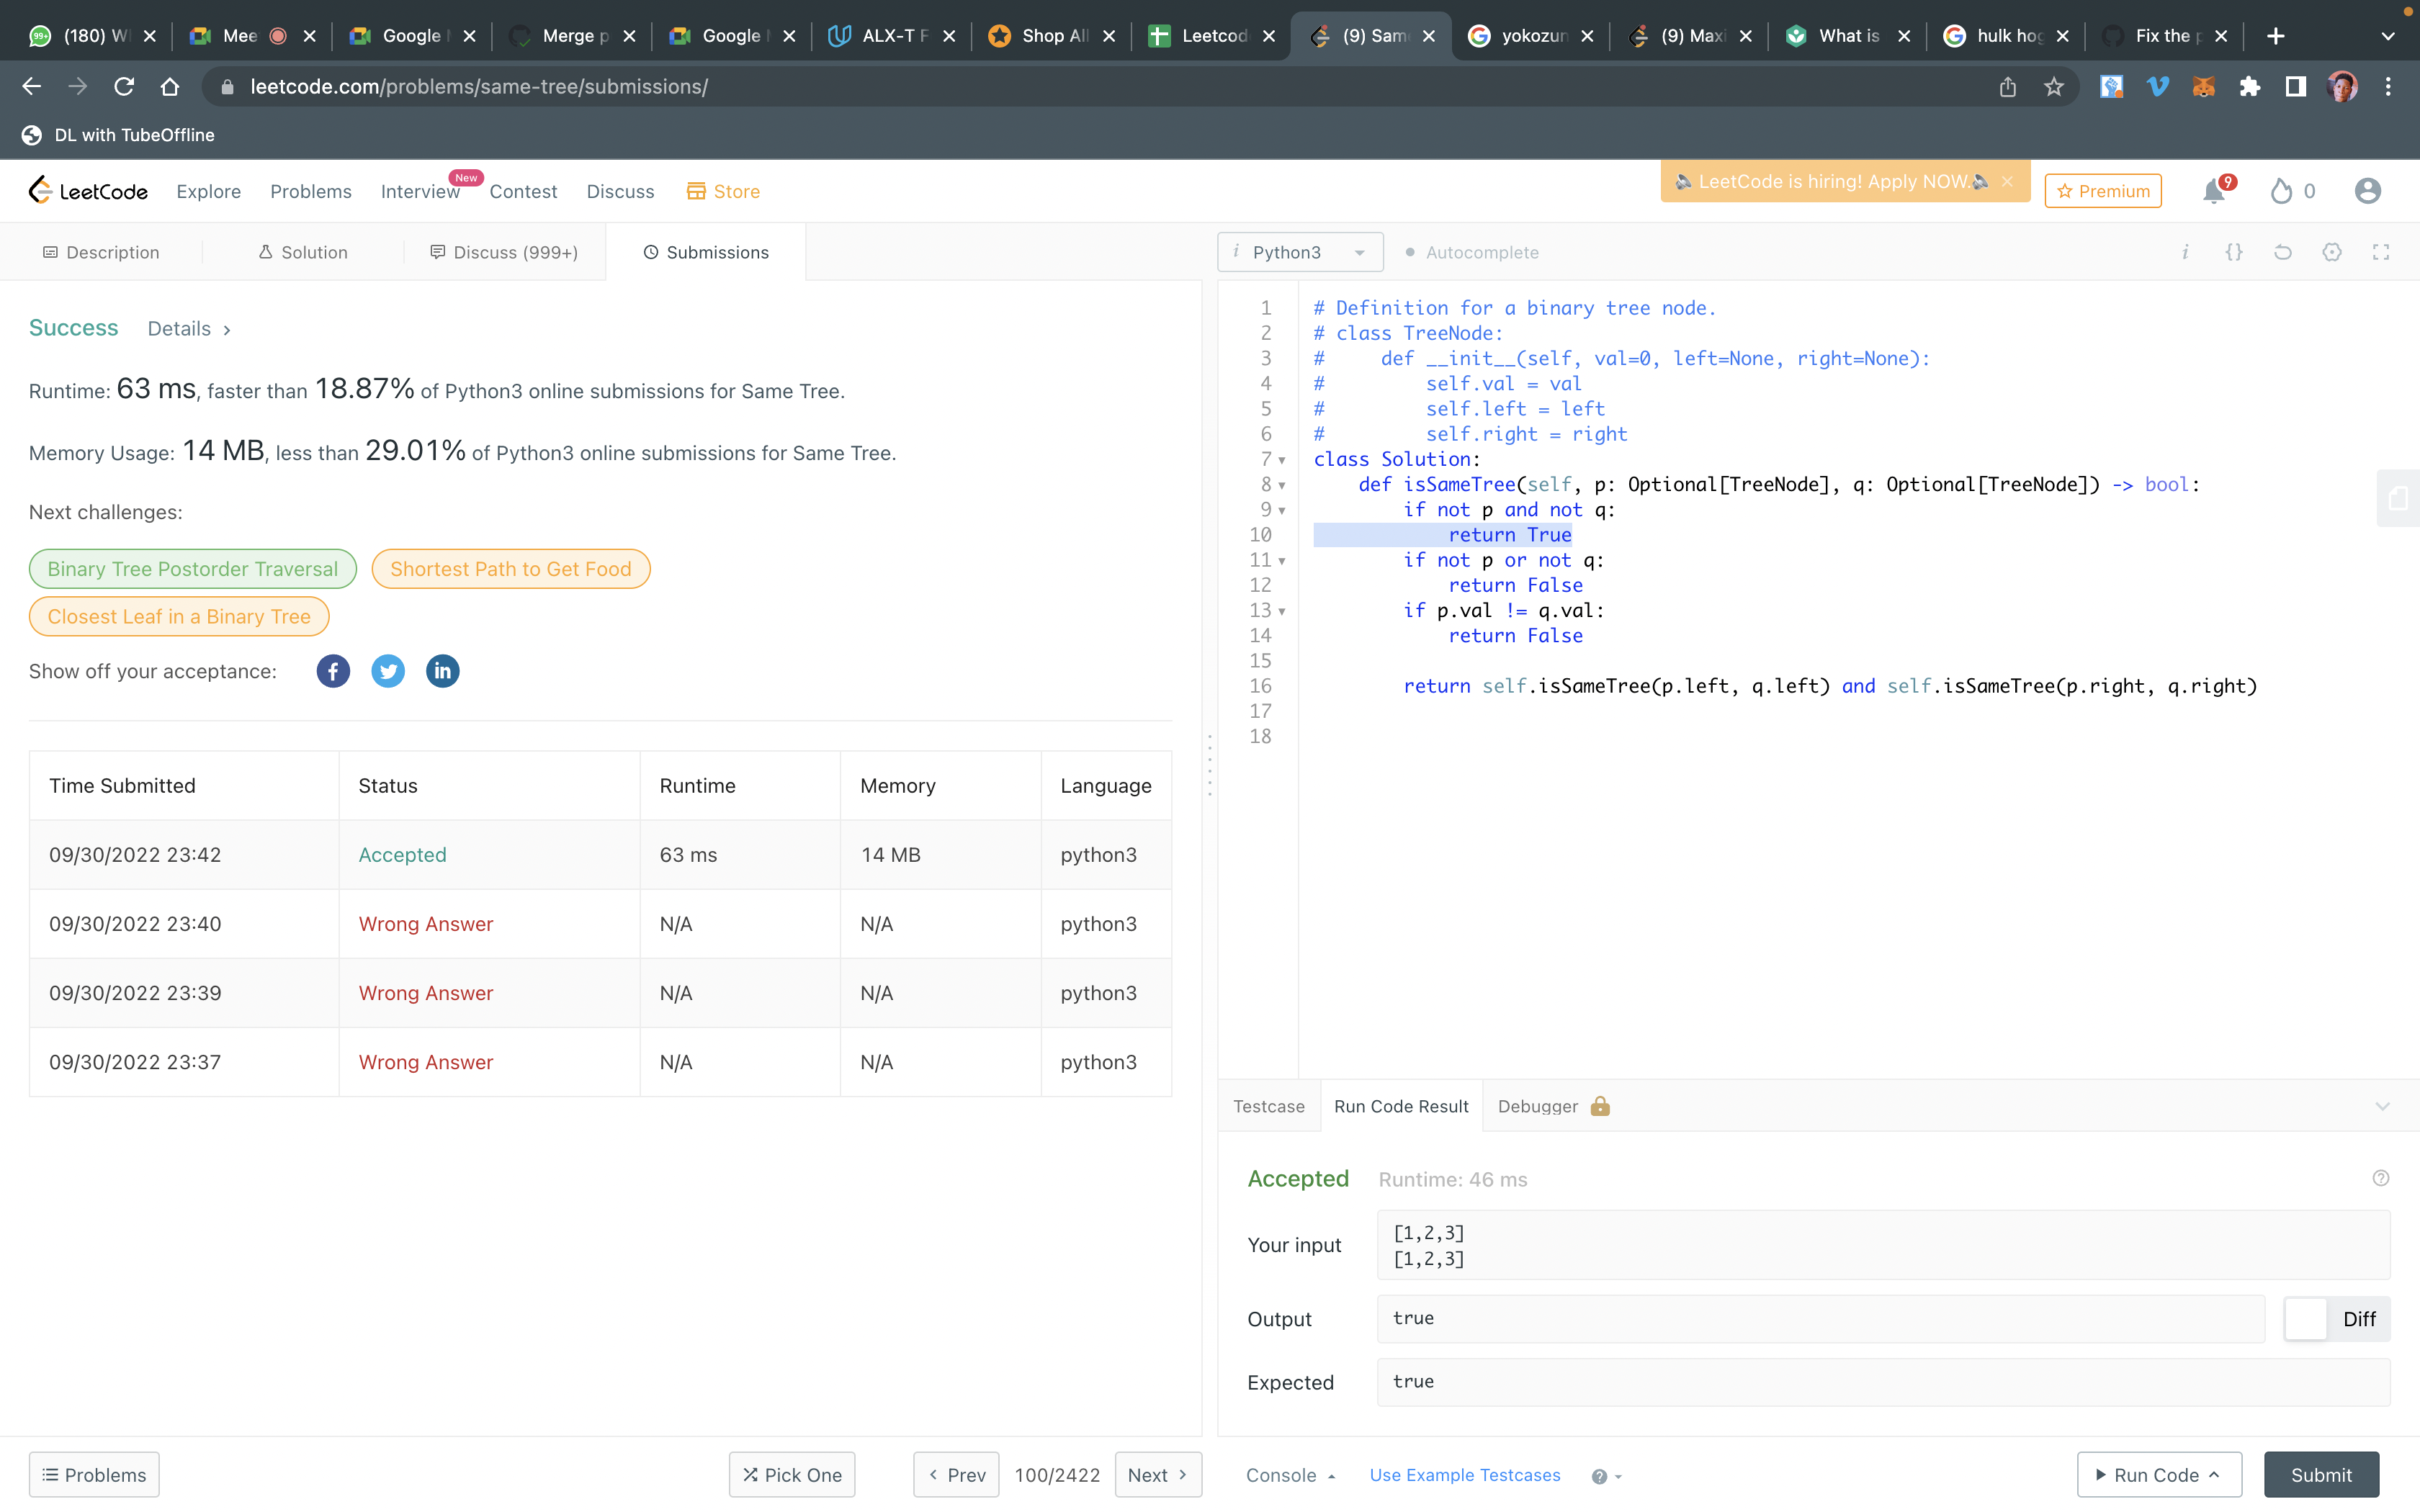 (180) W
Mee
Google
Merge p
Google
ALX-T F
Shop All
Leetcod
(9) Sam
yokozun
(9) Maxi
What is
hulk hog
Fix the p
leetcode.com/problems/same-tree/submissions/
DL with TubeOffline
LeetCode Explore Problems Interview New Contest Discuss Store
LeetCode is hiring! Apply NOW. Premium 9 0
Description Solution Discuss (999+) Submissions
Success Details >
Runtime: 63 ms, faster than 18.87% of Python3 online submissions for Same Tree.
Memory Usage: 14 MB, less than 29.01% of Python3 online submissions for Same Tree.
Next challenges:
Binary Tree Postorder Traversal Shortest Path to Get Food
Closest Leaf in a Binary Tree
Show off your acceptance:
Time Submitted Status Runtime Memory Language
09/30/2022 23:42 Accepted 63 ms 14 MB python3
09/30/2022 23:40 Wrong Answer N/A N/A python3
09/30/2022 23:39 Wrong Answer N/A N/A python3
09/30/2022 23:37 Wrong Answer N/A N/A python3
Problems Pick One < Prev 100/2422 Next >
i Python3 Autocomplete i {}
1 # Definition for a binary tree node.
2 # class TreeNode:
3 #     def __init__(self, val=0, left=None, right=None):
4 #         self.val = val
5 #         self.left = left
6 #         self.right = right
7 class Solution:
8     def isSameTree(self, p: Optional[TreeNode], q: Optional[TreeNode]) -> bool:
9         if not p and not q:
10             return True
11         if not p or not q:
12             return False
13         if p.val != q.val:
14             return False
15
16         return self.isSameTree(p.left, q.left) and self.isSameTree(p.right, q.right)
17
18
Testcase Run Code Result Debugger
Accepted Runtime: 46 ms
Your input
[1,2,3]
[1,2,3]
Output true Diff
Expected true
Console Use Example Testcases Run Code Submit